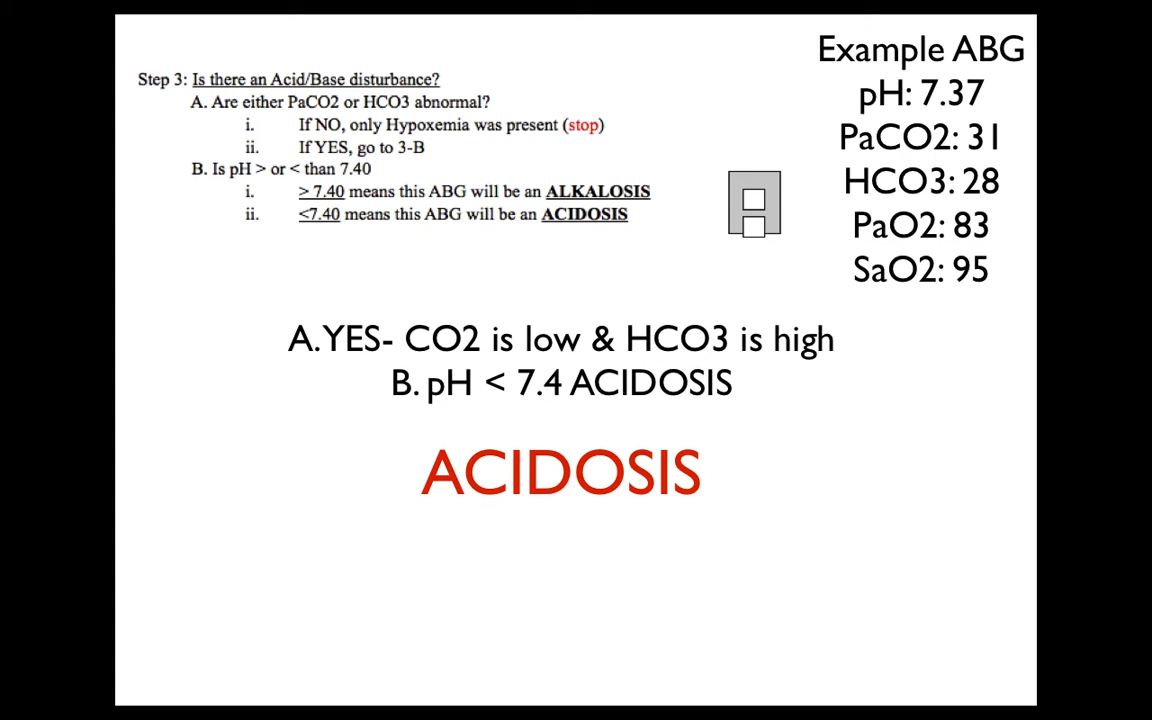 Step 3: Is there an Acid/Base disturbance?
A. Are either PaCO2 or HCO3 abnormal?
i. If NO, only Hypoxemia was present (stop)
ii. If YES, go to 3-B
B. Is pH > or < than 7.40
i. > 7.40 means this ABG will be an ALKALOSIS
ii. <7.40 means this ABG will be an ACIDOSIS
Example ABG
pH: 7.37
PaCO2: 31
HCO3: 28
PaO2: 83
SaO2: 95
A. YES- CO2 is low & HCO3 is high
B. pH < 7.4 ACIDOSIS
ACIDOSIS